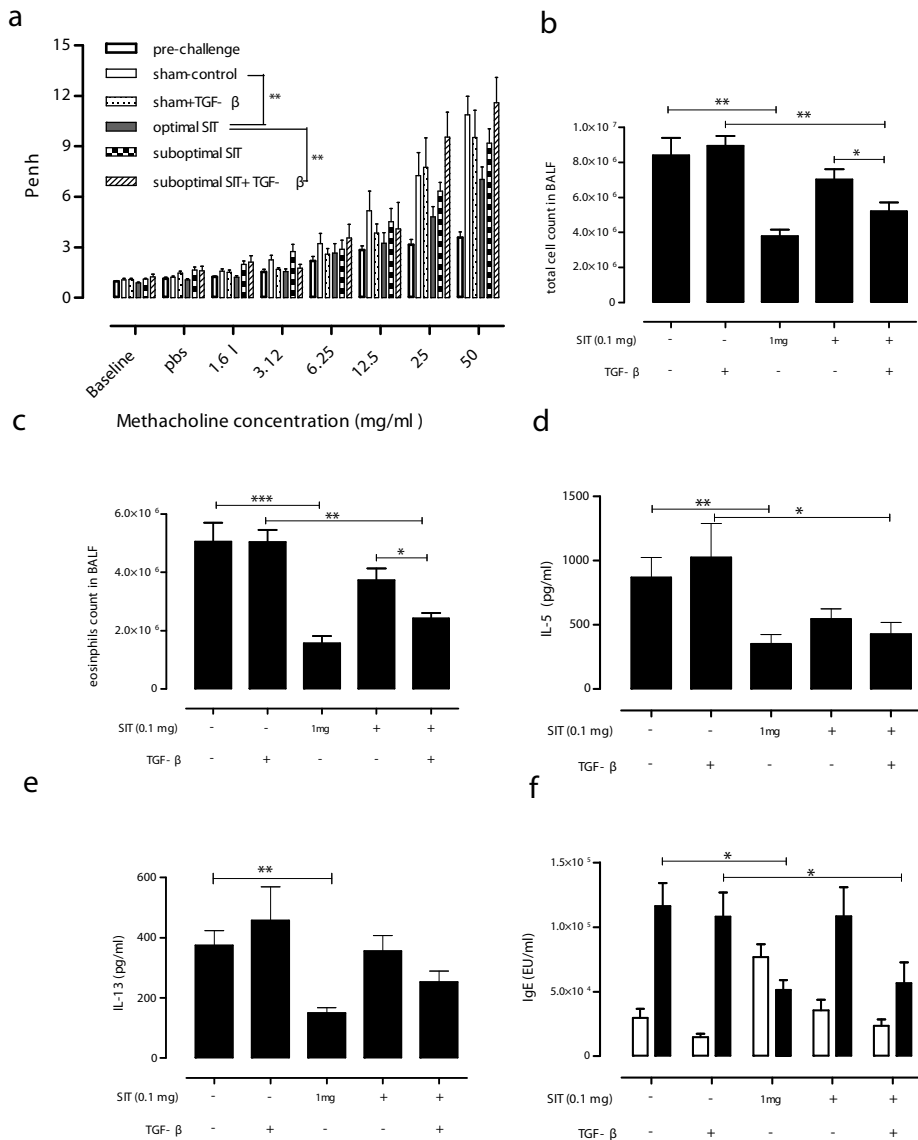 a
15
12
9
6
3
0
Penh
pre-challenge
sham-control
sham+TGF- β
optimal SIT
suboptimal SIT
suboptimal SIT+ TGF- β
**
**
Baseline
pbs
1.6 l
3.12
6.25
12.5
25
50
Methacholine concentration (mg/ml )
b
total cell count in BALF
1.0×10 7
8.0×10 6
6.0×10 6
4.0×10 6
2.0×10 6
0
**
**
*
SIT (0.1 mg) - - 1mg + +
TGF- β - + - - +
c
eosinphils count in BALF
6.0×10 6
4.0×10 6
2.0×10 6
0
***
**
*
SIT (0.1 mg) - - 1mg + +
TGF- β - + - - +
d
IL-5 (pg/ml)
1500
1000
500
0
**
*
SIT (0.1 mg) - - 1mg + +
TGF- β - + - - +
e
IL-13 (pg/ml)
600
400
200
0
**
SIT (0.1 mg) - - 1mg + +
TGF- β - + - - +
f
IgE (EU/ml)
1.5×10 5
1.0×10 5
5.0×10 4
0
*
*
SIT (0.1 mg) - - 1mg + +
TGF- β - + - - +